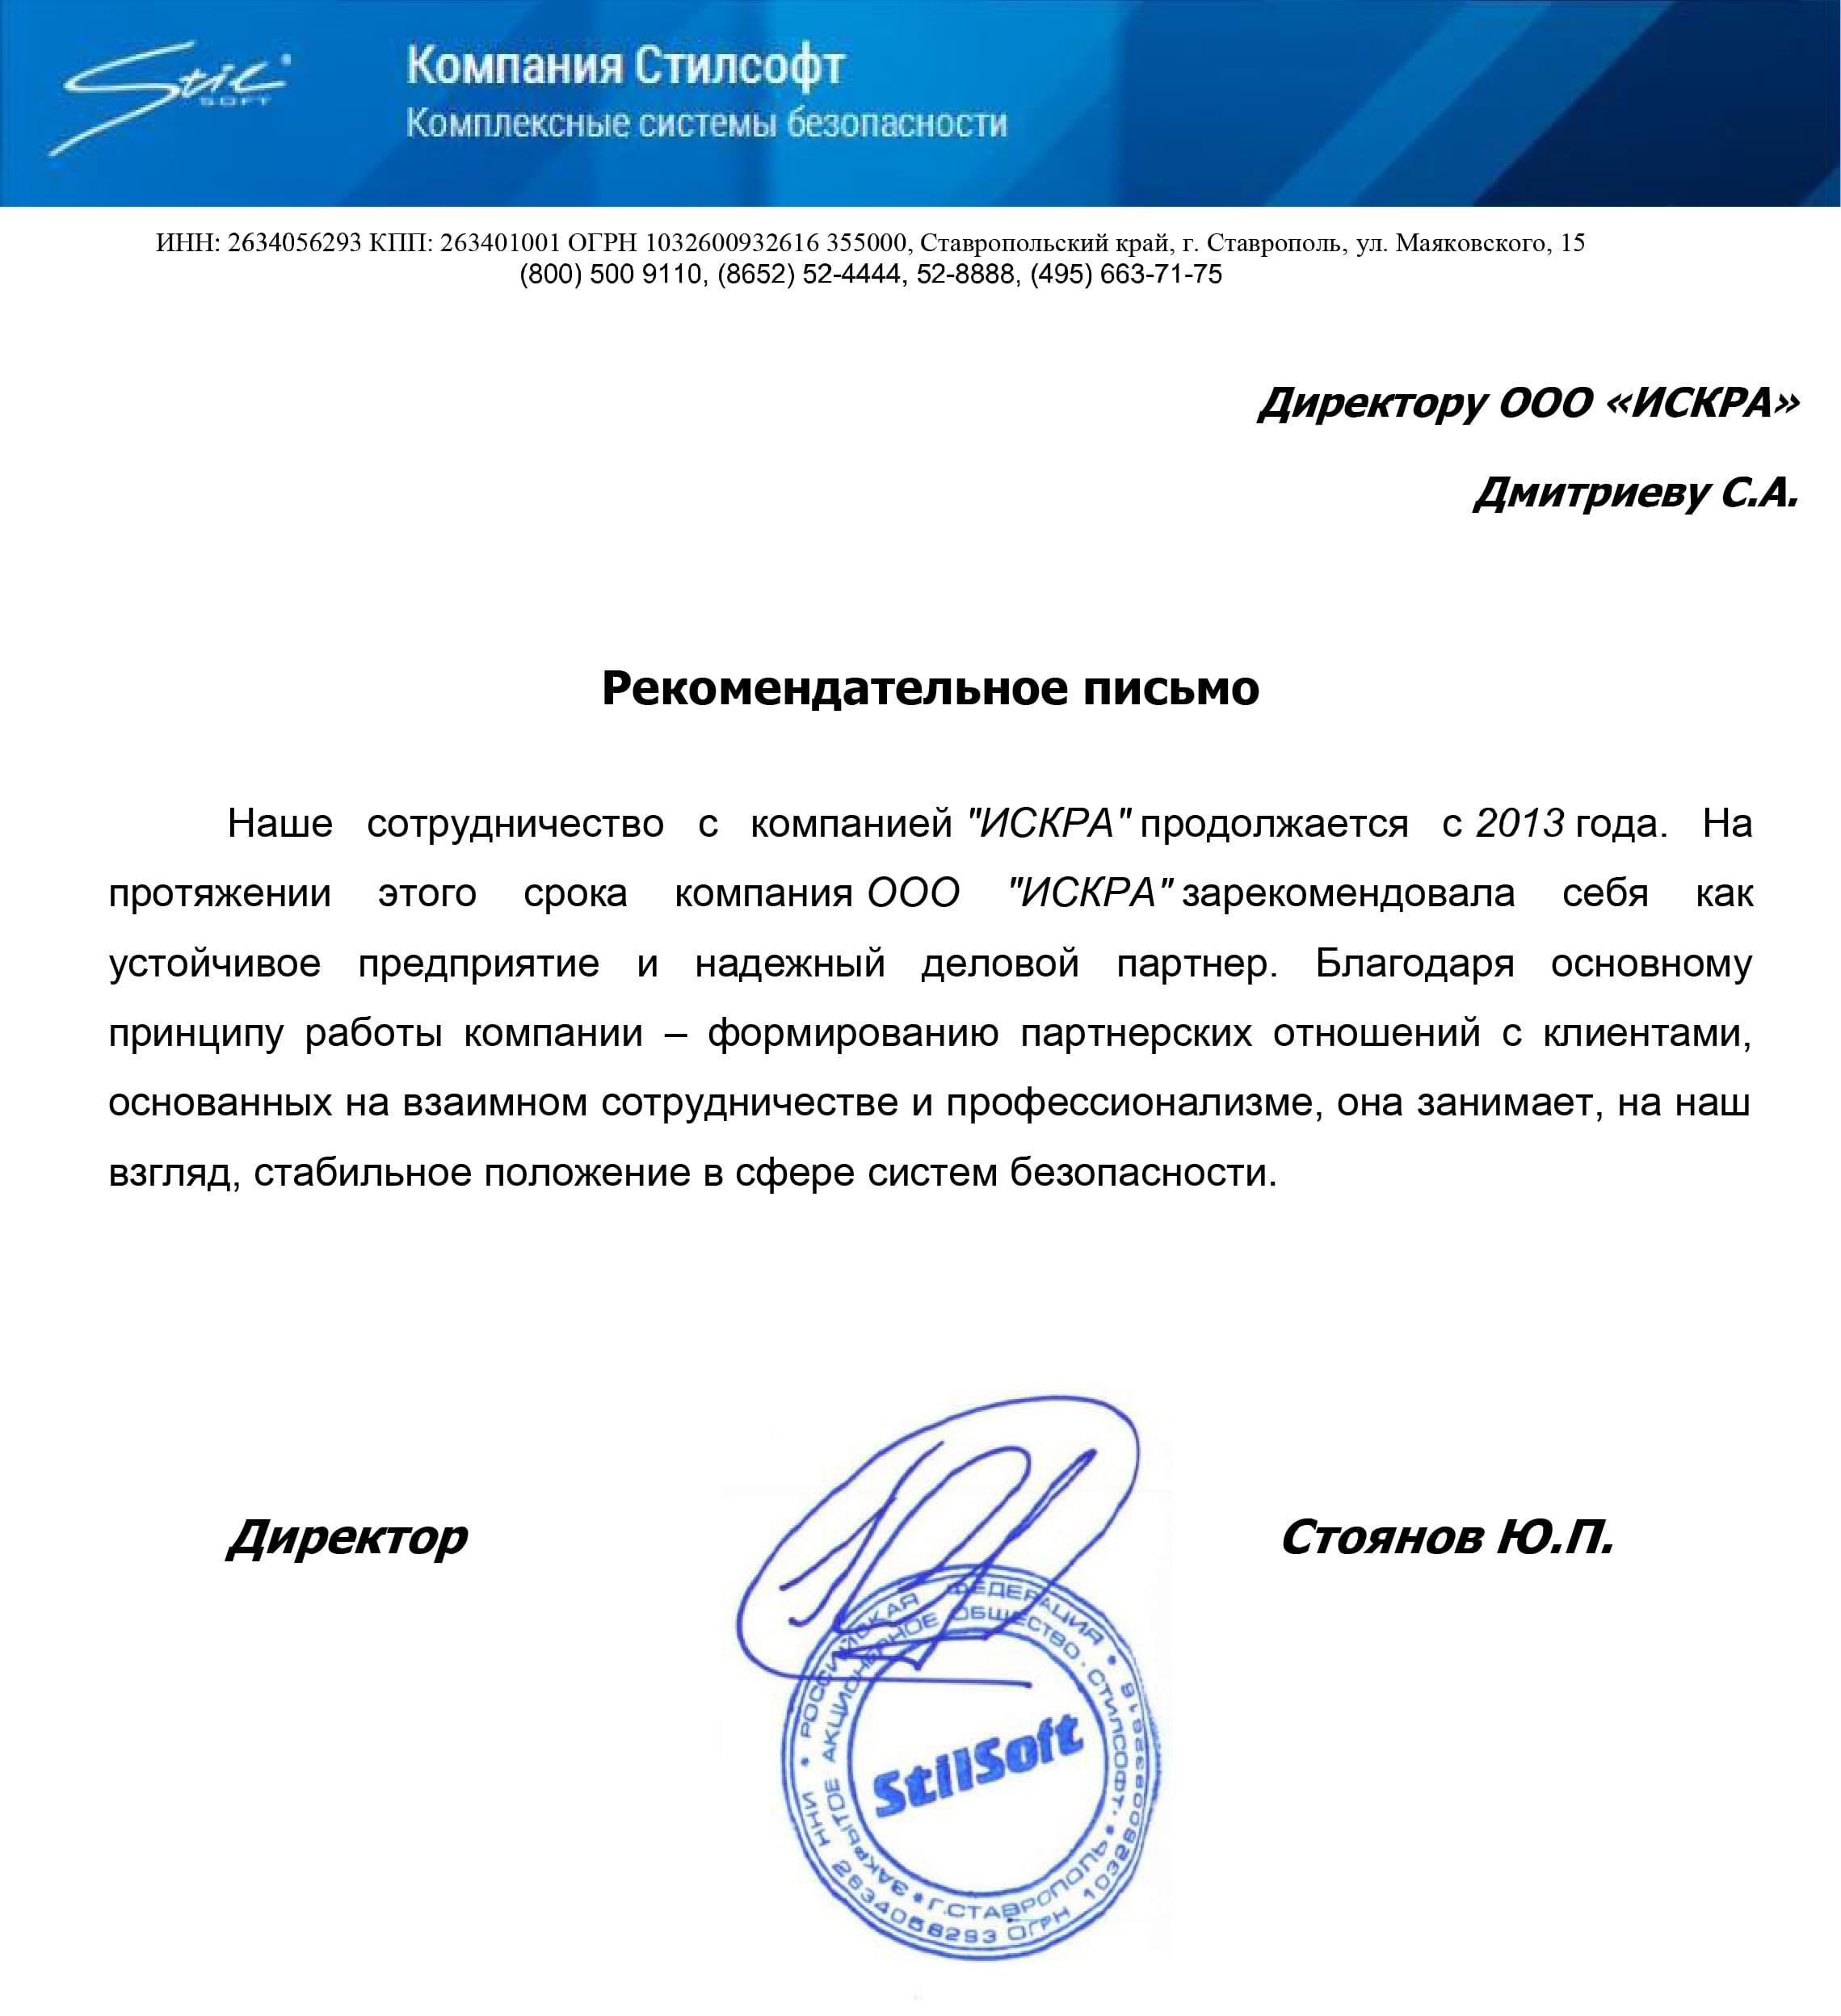 Stil
SOFT
Компания Стилсофт
Комплексные системы безопасности
ИНН: 2634056293 КПП: 263401001 ОГРН 1032600932616 355000, Ставропольский край, г. Ставрополь, ул. Маяковского, 15
(800) 500 9110, (8652) 52-4444, 52-8888, (495) 663-71-75
Директору ООО «ИСКРА»
Дмитриеву С.А.
Рекомендательное письмо
Наше сотрудничество с компанией "ИСКРА" продолжается с 2013 года. На
протяжении этого срока компания ООО "ИСКРА" зарекомендовала себя как
устойчивое предприятие и надежный деловой партнер. Благодаря основному
принципу работы компании – формированию партнерских отношений с клиентами,
основанных на взаимном сотрудничестве и профессионализме, она занимает, на наш
взгляд, стабильное положение в сфере систем безопасности.
Директор
Стоянов Ю.П.
РОССИЙСКАЯ ФЕДЕРАЦИЯ
ИНН 2634056293 ОГРН 1032600932616
ЗАКРЫТОЕ АКЦИОНЕРНОЕ ОБЩЕСТВО СТИЛСОФТ
Г.СТАВРОПОЛЬ
StilSoft